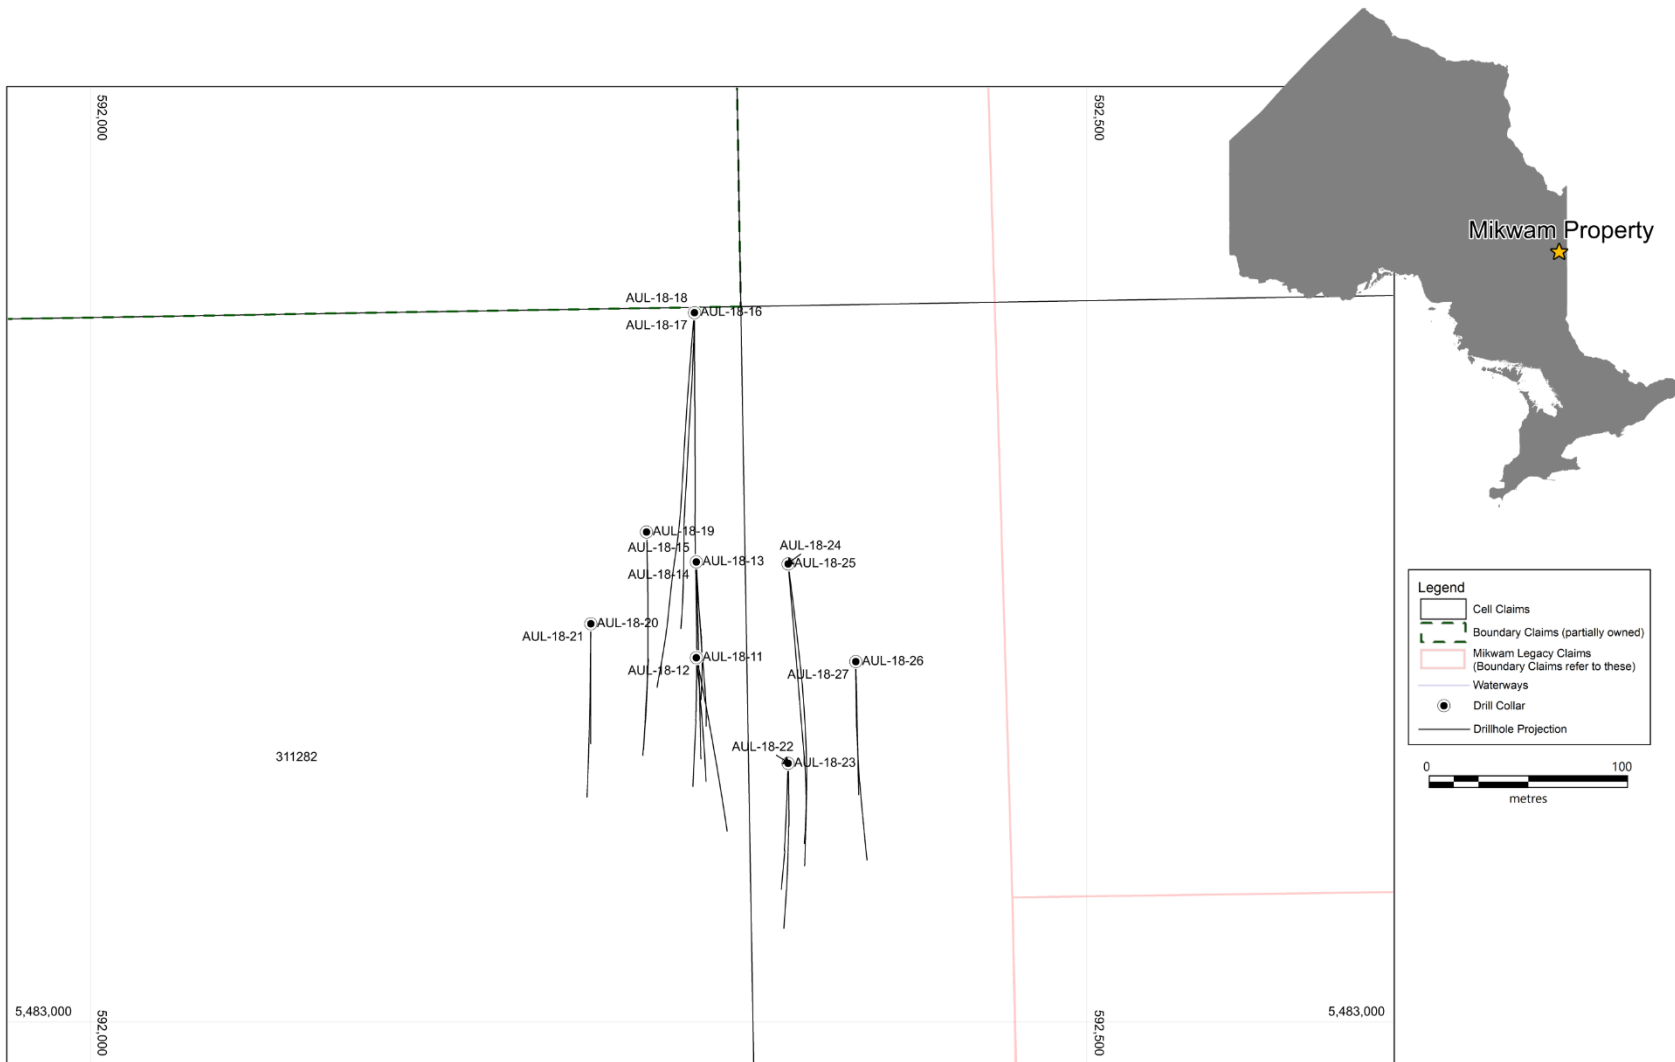 592,000
592,500
Mikwam Property
AUL-18-18
AUL-18-16
AUL-18-17
AUL-18-19
AUL-18-15
AUL-18-13
AUL-18-14
AUL-18-24
AUL-18-25
AUL-18-20
AUL-18-21
AUL-18-11
AUL-18-12
AUL-18-26
AUL-18-27
AUL-18-22
AUL-18-23
311282
5,483,000
592,000
592,500
5,483,000
Legend
Cell Claims
Boundary Claims (partially owned)
Mikwam Legacy Claims
(Boundary Claims refer to these)
Waterways
Drill Collar
Drillhole Projection
0 100
metres